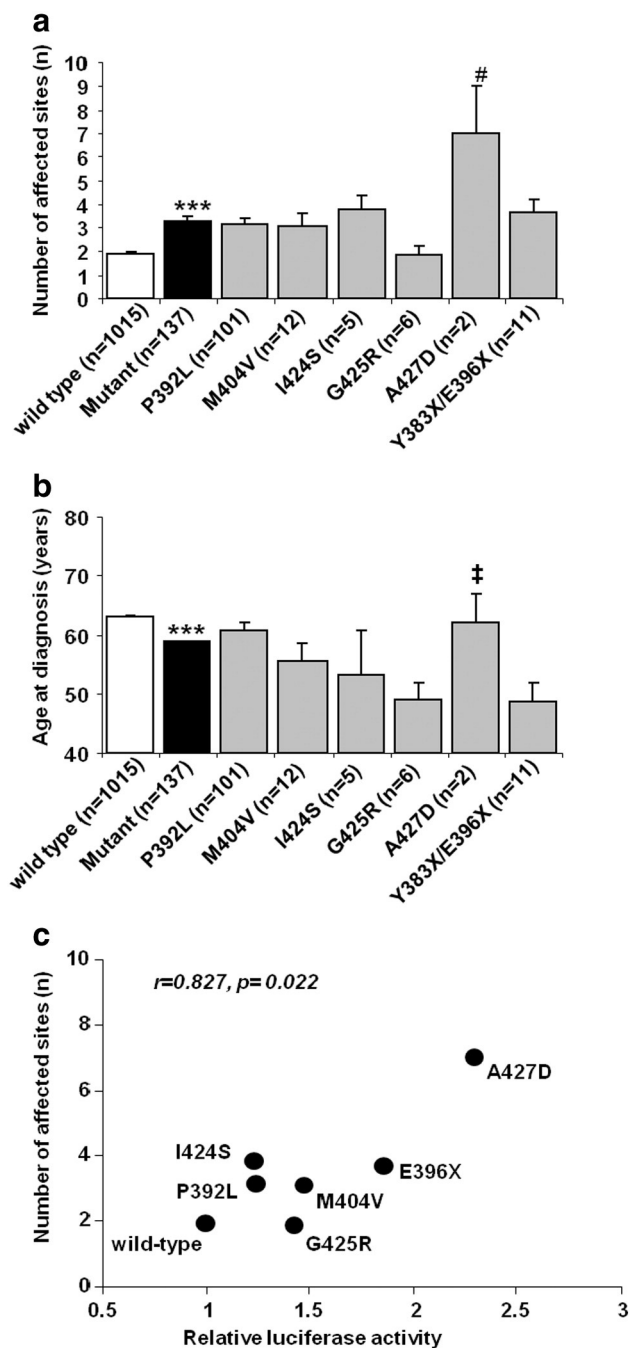 a
Number of affected sites (n)
10
9
8
7
6
5
4
3
2
1
0
***
#
wild type (n=1015)
Mutant (n=137)
P392L (n=101)
M404V (n=12)
I424S (n=5)
G425R (n=6)
A427D (n=2)
Y383X/E396X (n=11)
b
Age at diagnosis (years)
80
70
60
50
40
***
‡
wild type (n=1015)
Mutant (n=137)
P392L (n=101)
M404V (n=12)
I424S (n=5)
G425R (n=6)
A427D (n=2)
Y383X/E396X (n=11)
c
Number of affected sites (n)
10
8
6
4
2
0
r=0.827, p= 0.022
A427D
I424S
E396X
P392L
M404V
wild-type
G425R
0.5
1
1.5
2
2.5
3
Relative luciferase activity